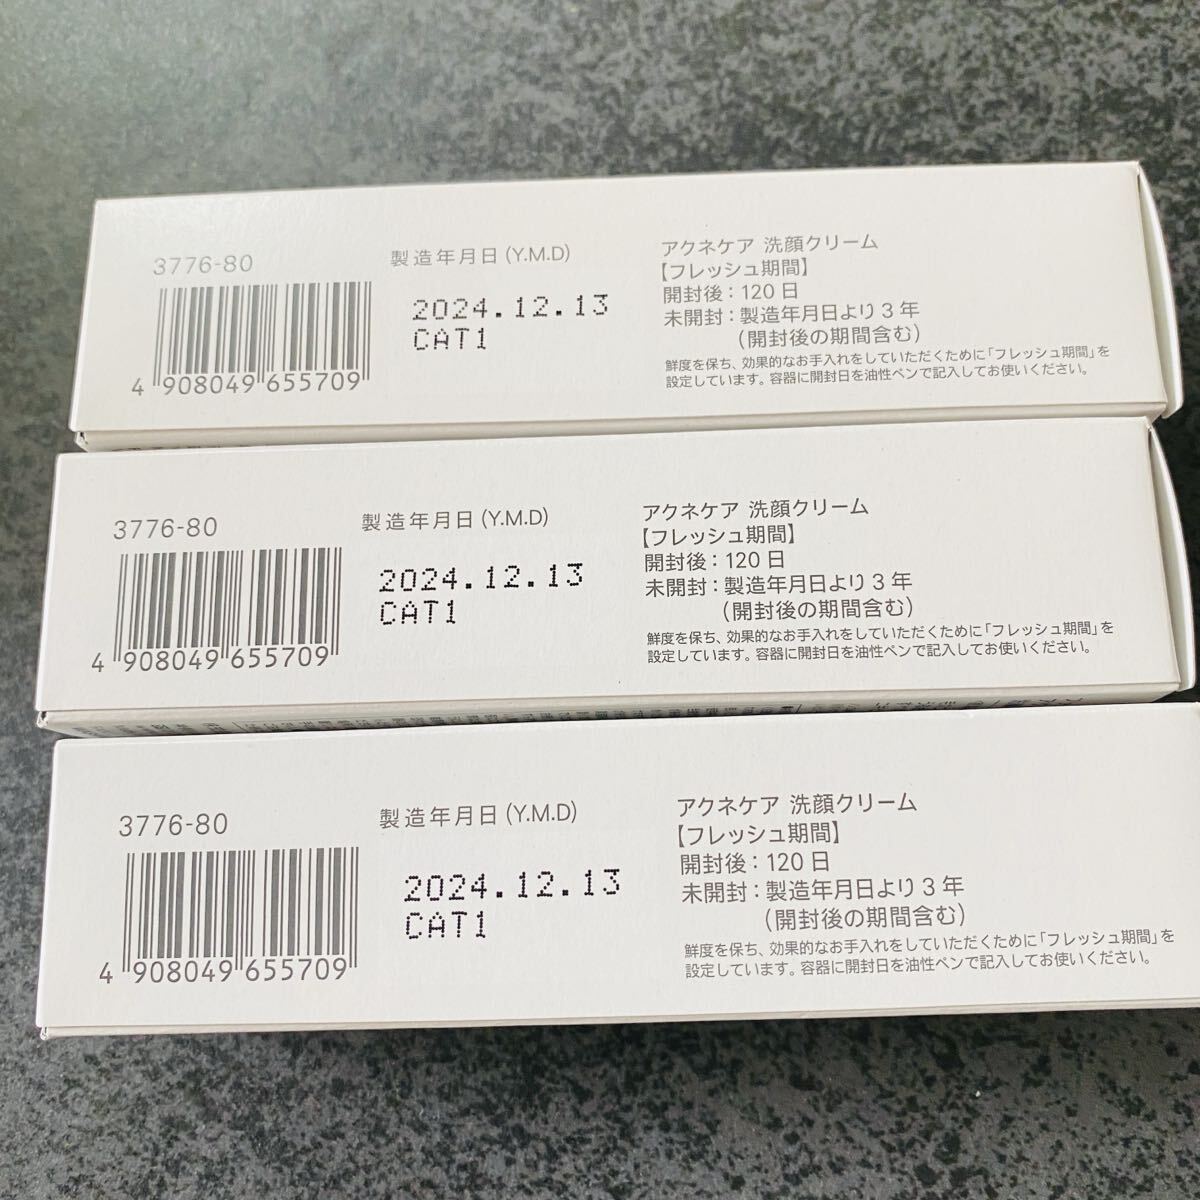 3776-80
4 908049 655709
製造年月日(Y.M.D)
2024.12.13
CAT1
アクネケア 洗顔クリーム
【フレッシュ期間】
開封後：120日
未開封：製造年月日より3年
(開封後の期間含む)
鮮度を保ち、効果的なお手入れをしていただくために「フレッシュ期間」を
設定しています。容器に開封日を油性ペンで記入してお使いください。
3776-80
4 908049 655709
製造年月日(Y.M.D)
2024.12.13
CAT1
アクネケア 洗顔クリーム
【フレッシュ期間】
開封後：120日
未開封：製造年月日より3年
(開封後の期間含む)
鮮度を保ち、効果的なお手入れをしていただくために「フレッシュ期間」を
設定しています。容器に開封日を油性ペンで記入してお使いください。
3776-80
4 908049 655709
製造年月日(Y.M.D)
2024.12.13
CAT1
アクネケア 洗顔クリーム
【フレッシュ期間】
開封後：120日
未開封：製造年月日より3年
(開封後の期間含む)
鮮度を保ち、効果的なお手入れをしていただくために「フレッシュ期間」を
設定しています。容器に開封日を油性ペンで記入してお使いください。